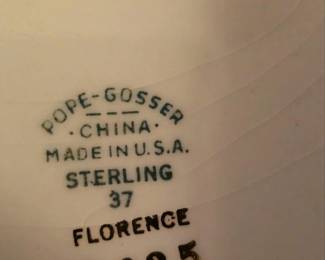 POPE-GOSSER
- - -
· CHINA ·
MADE IN U.S.A.
STERLING
37
FLORENCE